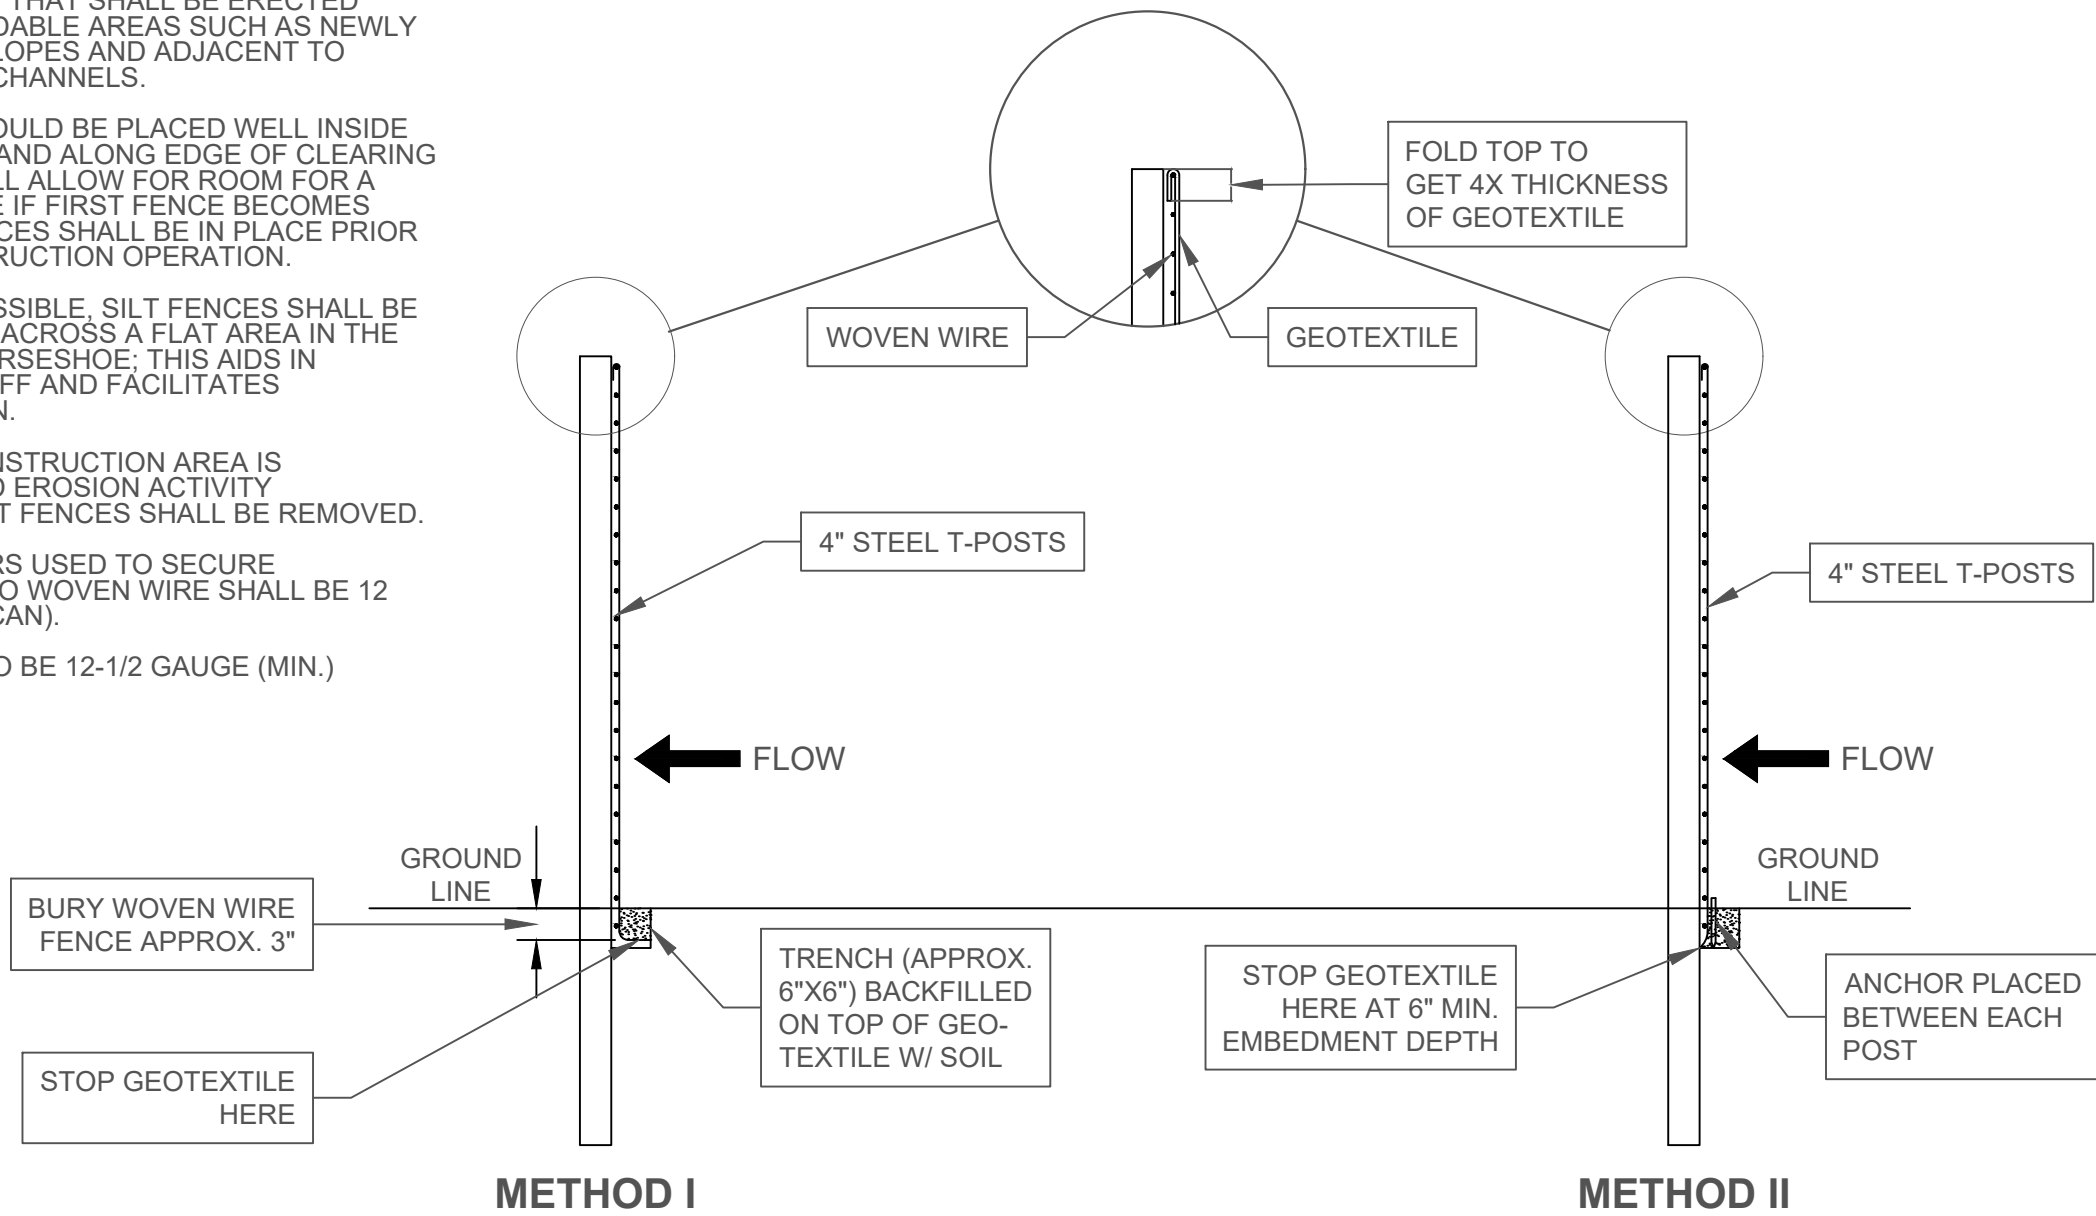 THAT SHALL BE ERECTED
DABLE AREAS SUCH AS NEWLY
LOPES AND ADJACENT TO
CHANNELS.
OULD BE PLACED WELL INSIDE
AND ALONG EDGE OF CLEARING
LL ALLOW FOR ROOM FOR A
E IF FIRST FENCE BECOMES
CES SHALL BE IN PLACE PRIOR
RUCTION OPERATION.
SSIBLE, SILT FENCES SHALL BE
ACROSS A FLAT AREA IN THE
RSESHOE; THIS AIDS IN
FF AND FACILITATES
N.
NSTRUCTION AREA IS
D EROSION ACTIVITY
T FENCES SHALL BE REMOVED.
RS USED TO SECURE
O WOVEN WIRE SHALL BE 12
CAN).
O BE 12-1/2 GAUGE (MIN.)
FOLD TOP TO
GET 4X THICKNESS
OF GEOTEXTILE
WOVEN WIRE
GEOTEXTILE
4" STEEL T-POSTS
4" STEEL T-POSTS
FLOW
FLOW
GROUND
LINE
GROUND
LINE
BURY WOVEN WIRE
FENCE APPROX. 3"
TRENCH (APPROX.
6"X6") BACKFILLED
ON TOP OF GEO-
TEXTILE W/ SOIL
STOP GEOTEXTILE
HERE AT 6" MIN.
EMBEDMENT DEPTH
ANCHOR PLACED
BETWEEN EACH
POST
STOP GEOTEXTILE
HERE
METHOD I
METHOD II